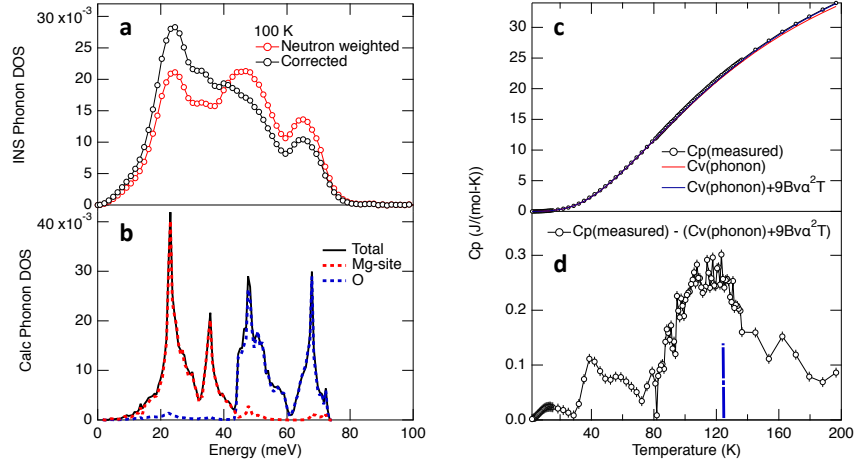 30×10⁻³
25
20
15
10
5
0
INS Phonon DOS
a
100 K
Neutron weighted
Corrected
40×10⁻³
30
20
10
0
Calc Phonon DOS
b
Total
Mg-site
O
0 20 40 60 80 100
Energy (meV)
c
30
25
20
15
10
5
0
Cp (J/(mol-K))
Cp(measured)
Cv(phonon)
Cv(phonon)+9Bvα²T
d
Cp(measured) - (Cv(phonon)+9Bvα²T)
0.3
0.2
0.1
0.0
40 80 120 160 200
Temperature (K)